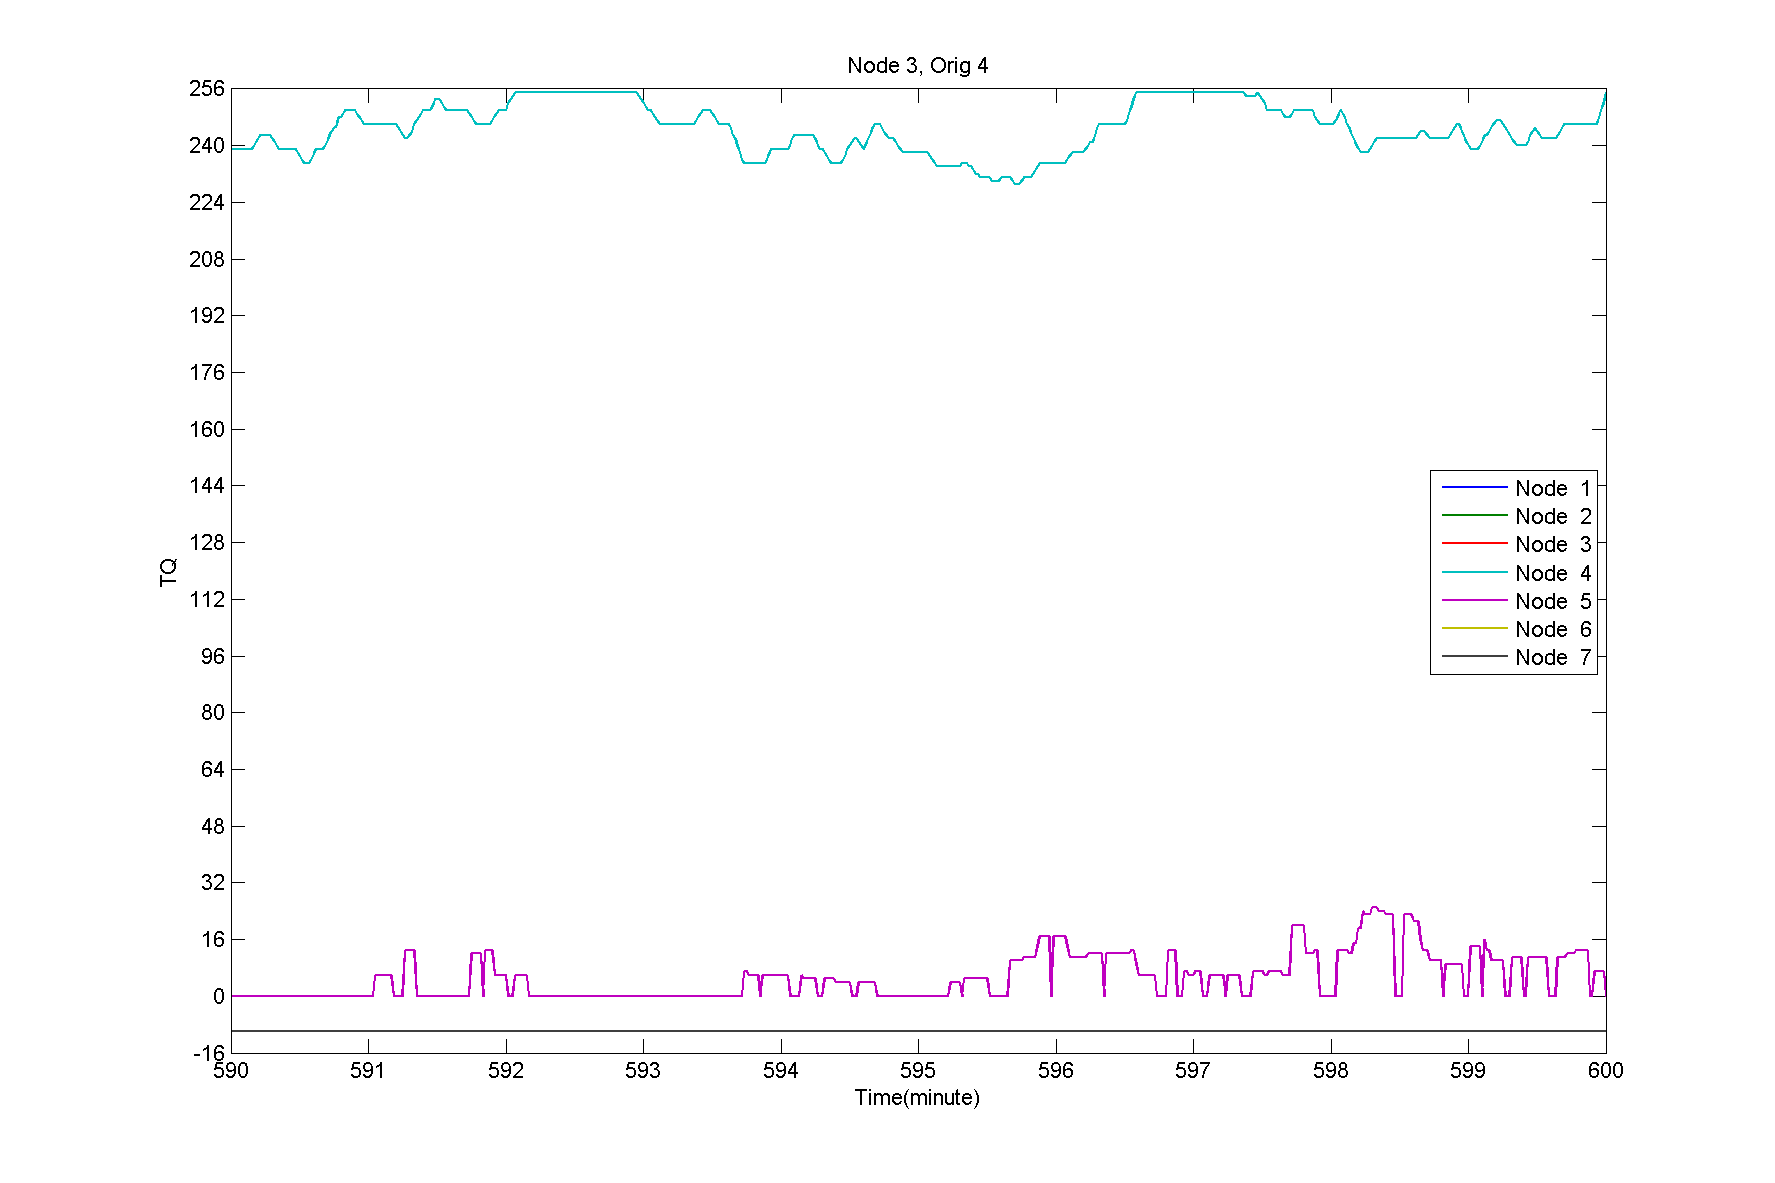 Node 3, Orig 4
256
240
224
208
192
176
160
144
128
112
96
80
64
48
32
16
0
-16
TQ
Node 1
Node 2
Node 3
Node 4
Node 5
Node 6
Node 7
590 591 592 593 594 595 596 597 598 599 600
Time(minute)